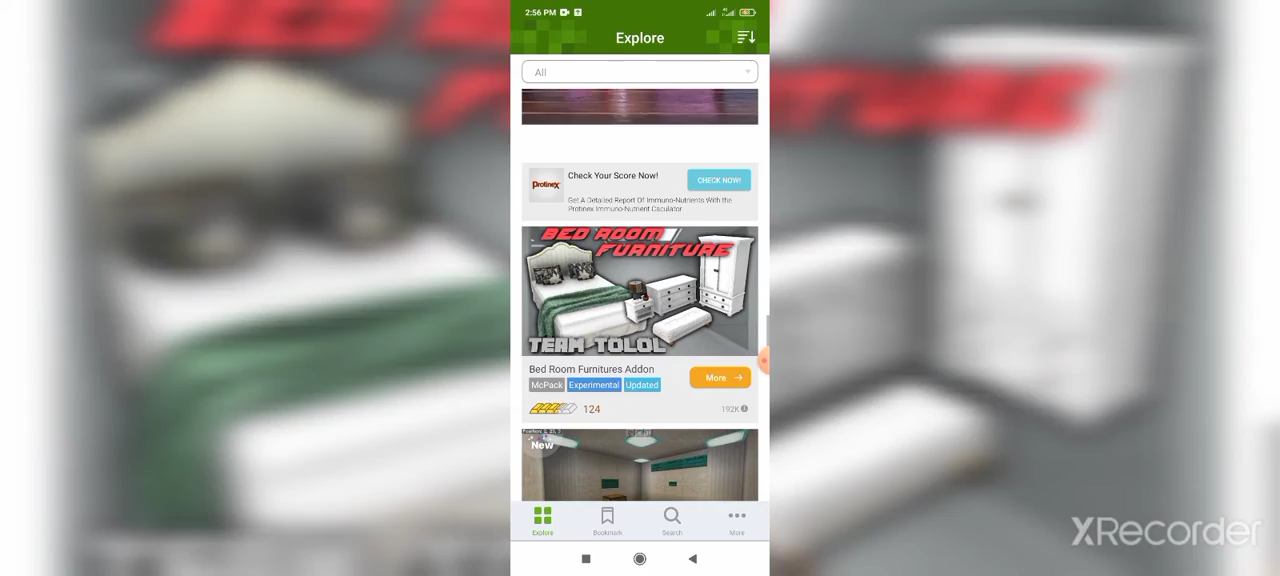 2:56 PM
Explore
All
Protinex
Check Your Score Now!
CHECK NOW!
Get A Detailed Report Of Immuno-Nutrients With the
Protinex Immuno-Nutrient Caculator
BED ROOM
FURNITURE
TEAM TOLOL
Bed Room Furnitures Addon
More →
McPack Experimental Updated
124
192K
New
Explore
Bookmark
Search
More
XRecorder